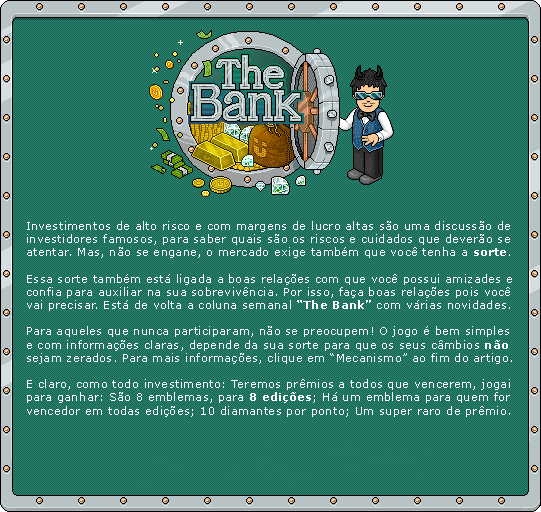 The
Bank
Investimentos de alto risco e com margens de lucro altas são uma discussão de
investidores famosos, para saber quais são os riscos e cuidados que deverão se
atentar. Mas, não se engane, o mercado exige também que você tenha a sorte.
Essa sorte também está ligada a boas relações com que você possui amizades e
confia para auxiliar na sua sobrevivência. Por isso, faça boas relações pois você
vai precisar. Está de volta a coluna semanal “The Bank” com várias novidades.
Para aqueles que nunca participaram, não se preocupem! O jogo é bem simples
e com informações claras, depende da sua sorte para que os seus câmbios não
sejam zerados. Para mais informações, clique em “Mecanismo” ao fim do artigo.
E claro, como todo investimento: Teremos prêmios a todos que vencerem, jogai
para ganhar: São 8 emblemas, para 8 edições; Há um emblema para quem for
vencedor em todas edições; 10 diamantes por ponto; Um super raro de prêmio.